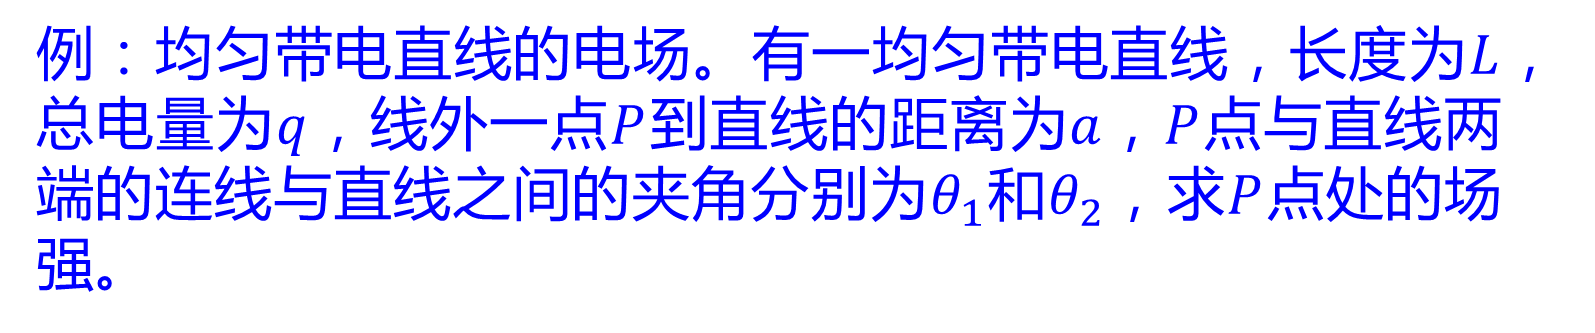 例：均匀带电直线的电场。有一均匀带电直线，长度为L，
总电量为q，线外一点P到直线的距离为a，P点与直线两
端的连线与直线之间的夹角分别为θ₁和θ₂，求P点处的场
强。